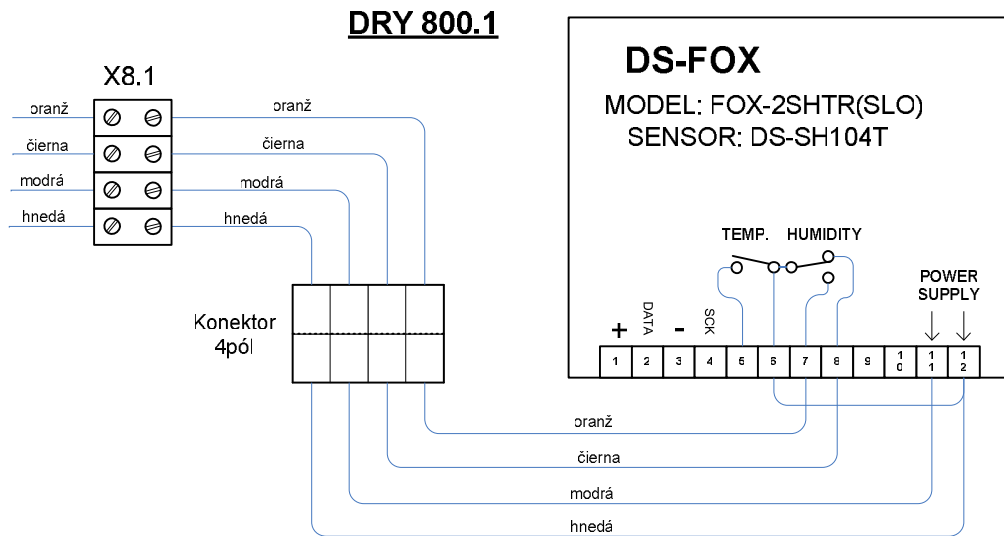 DRY 800.1
X8.1
oranž
čierna
modrá
hnedá
oranž
čierna
modrá
hnedá
Konektor
4pól
DS-FOX
MODEL: FOX-2SHTR(SLO)
SENSOR: DS-SH104T
TEMP. HUMIDITY
POWER
SUPPLY
+ DATA - SCK
1 2 3 4 5 6 7 8 9 10 11 12
oranž
čierna
modrá
hnedá